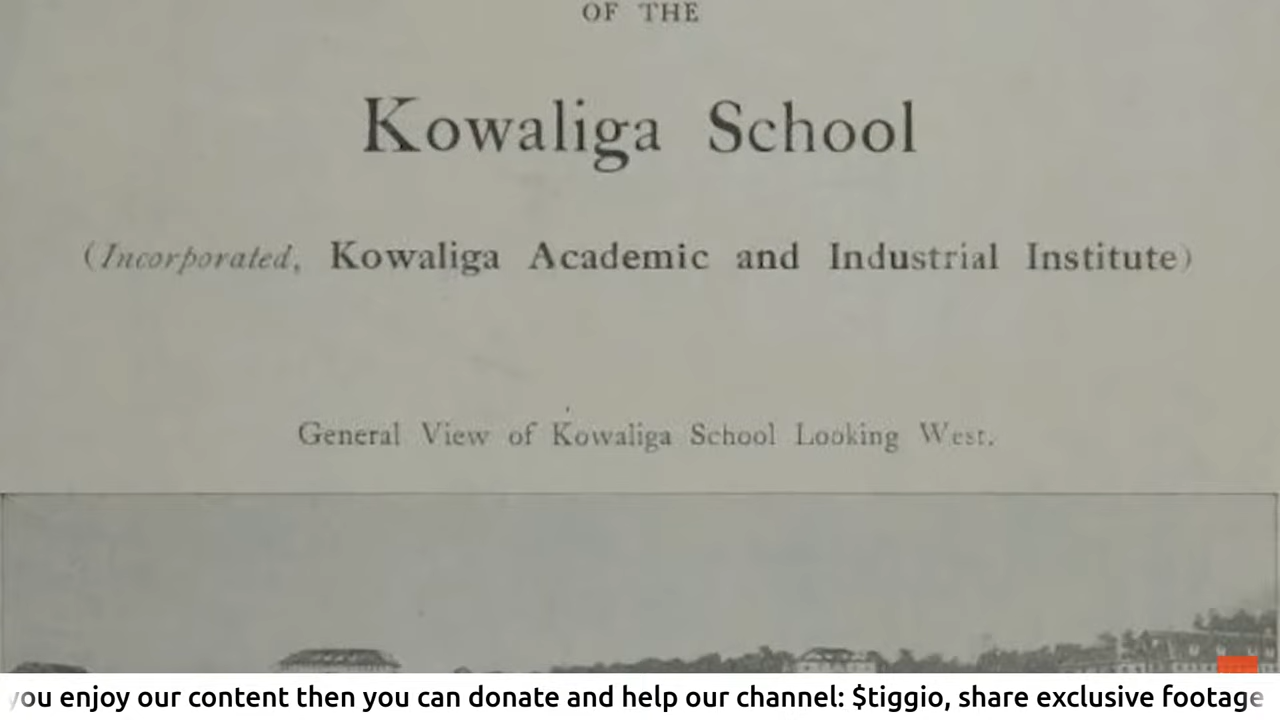 OF THE
Kowaliga School
(Incorporated, Kowaliga Academic and Industrial Institute)
General View of Kowaliga School Looking West.
you enjoy our content then you can donate and help our channel: $tiggio, share exclusive footage